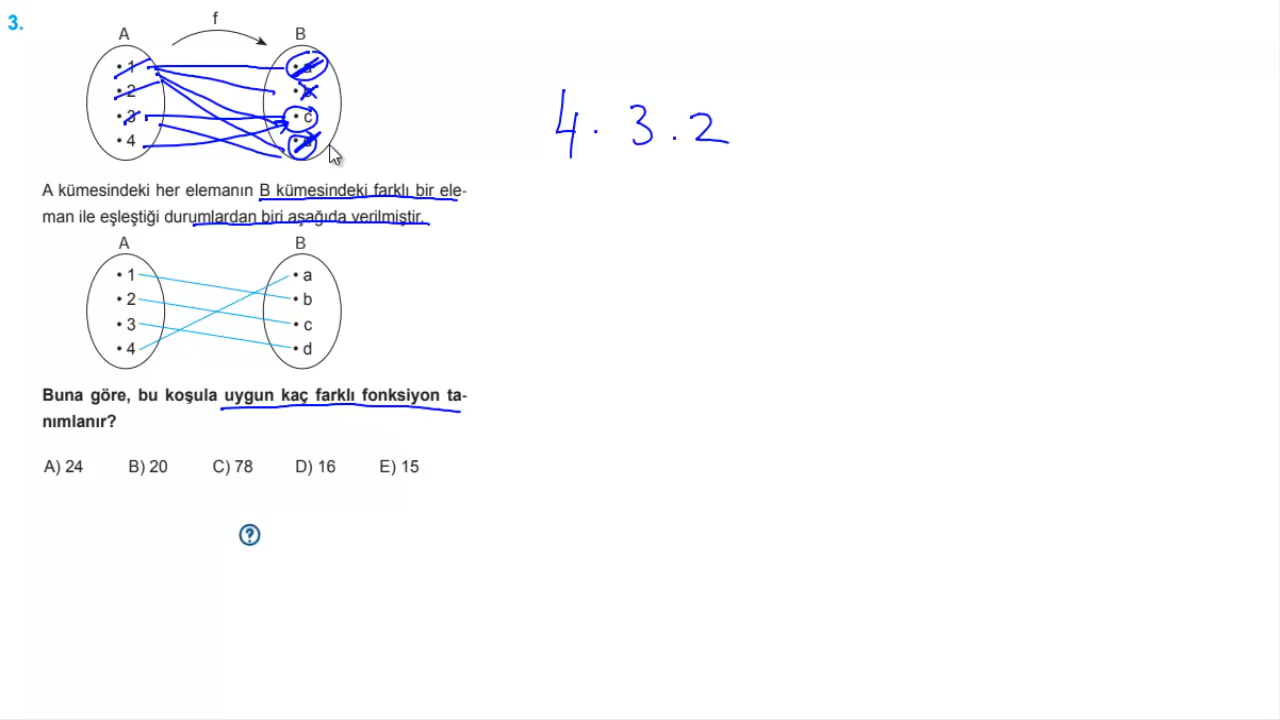 3.
f
A B
• 1 • a
• 2 • b
• 3 • c
• 4 • d
4 . 3 . 2
A kümesindeki her elemanın B kümesindeki farklı bir ele-
man ile eşleştiği durumlardan biri aşağıda verilmiştir.
A B
• 1 • a
• 2 • b
• 3 • c
• 4 • d
Buna göre, bu koşula uygun kaç farklı fonksiyon ta-
nımlanır?
A) 24 B) 20 C) 78 D) 16 E) 15
?